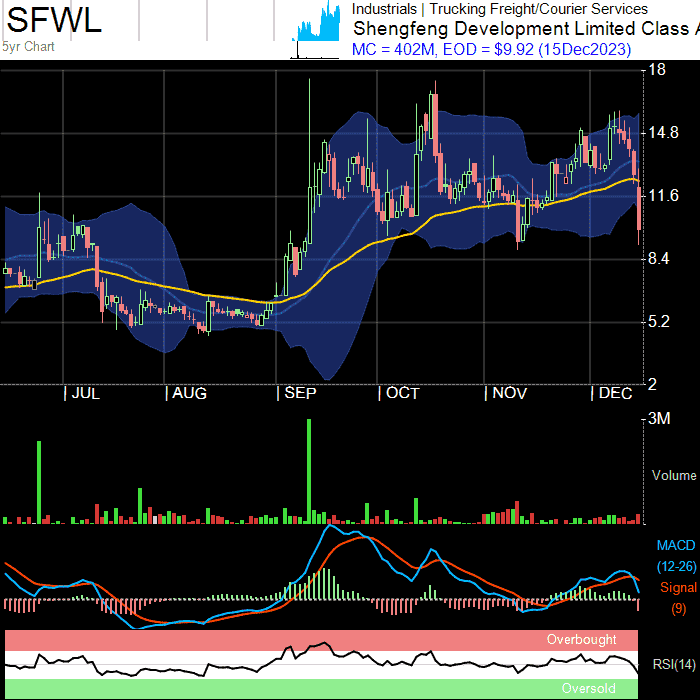 SFWL
5yr Chart
Industrials | Trucking Freight/Courier Services
Shengfeng Development Limited Class
MC = 402M, EOD = $9.92 (15Dec2023)
18
14.8
11.6
8.4
5.2
2
| JUL | AUG | SEP | OCT | NOV | DEC
3M
Volume
MACD
(12-26)
Signal
(9)
Overbought
RSI(14)
Oversold